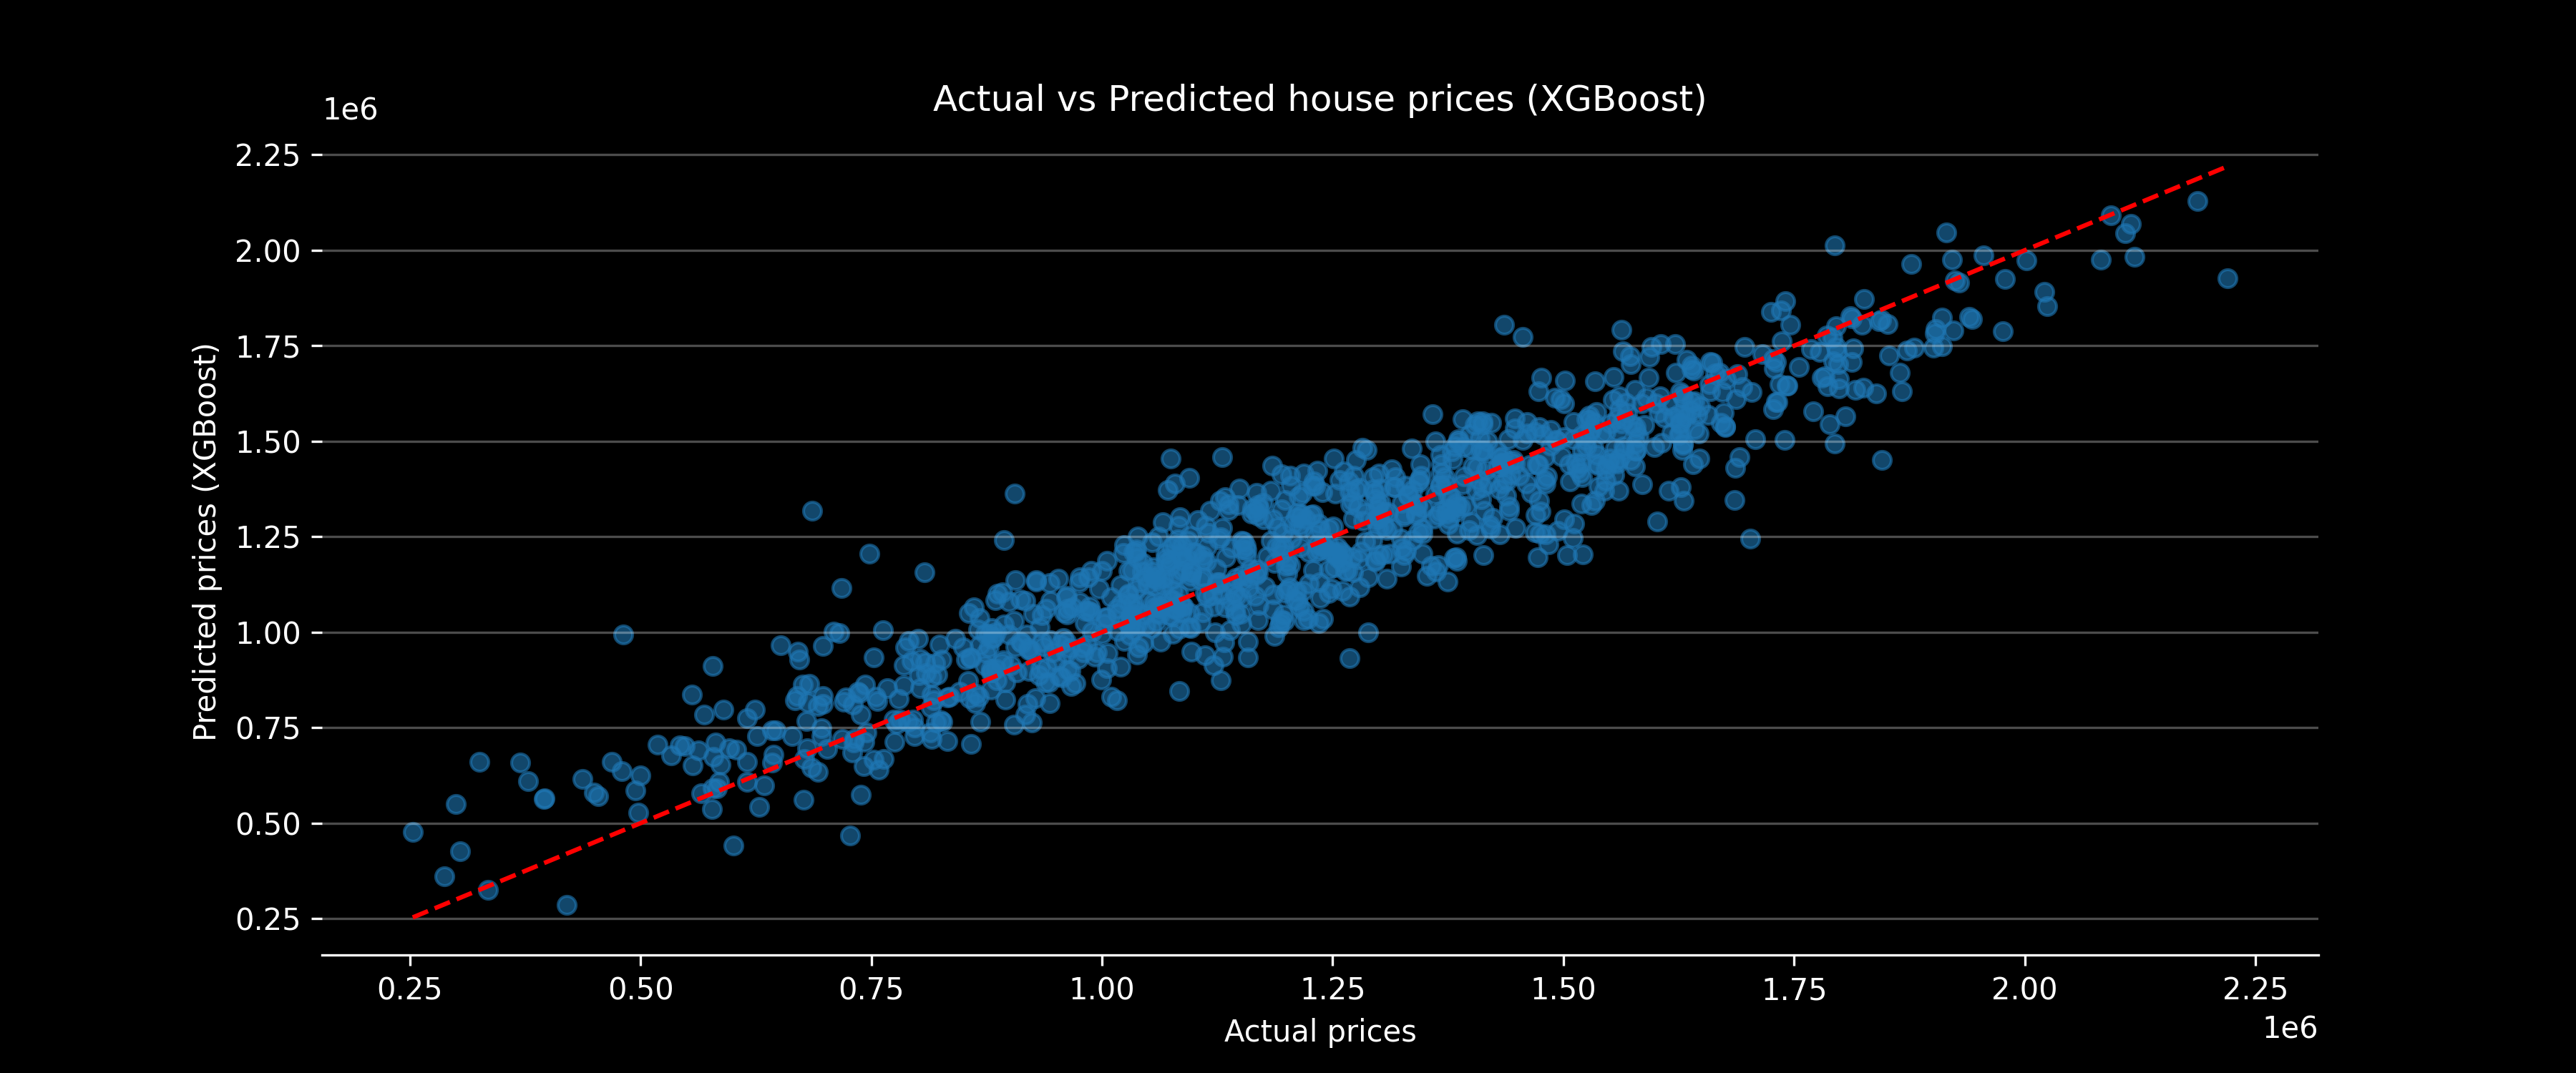 Actual vs Predicted house prices (XGBoost)
1e6
2.25
2.00
1.75
1.50
1.25
1.00
0.75
0.50
0.25
Predicted prices (XGBoost)
0.25 0.50 0.75 1.00 1.25 1.50 1.75 2.00 2.25
Actual prices
1e6